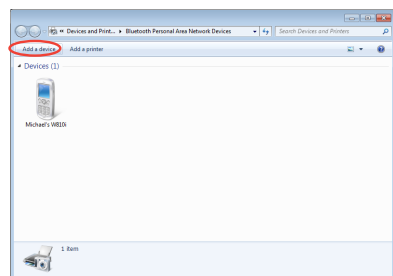 « Devices and Print... ▸ Bluetooth Personal Area Network Devices
Search Devices and Printers
Add a device Add a printer
Devices (1)
Michael's W810i
1 item